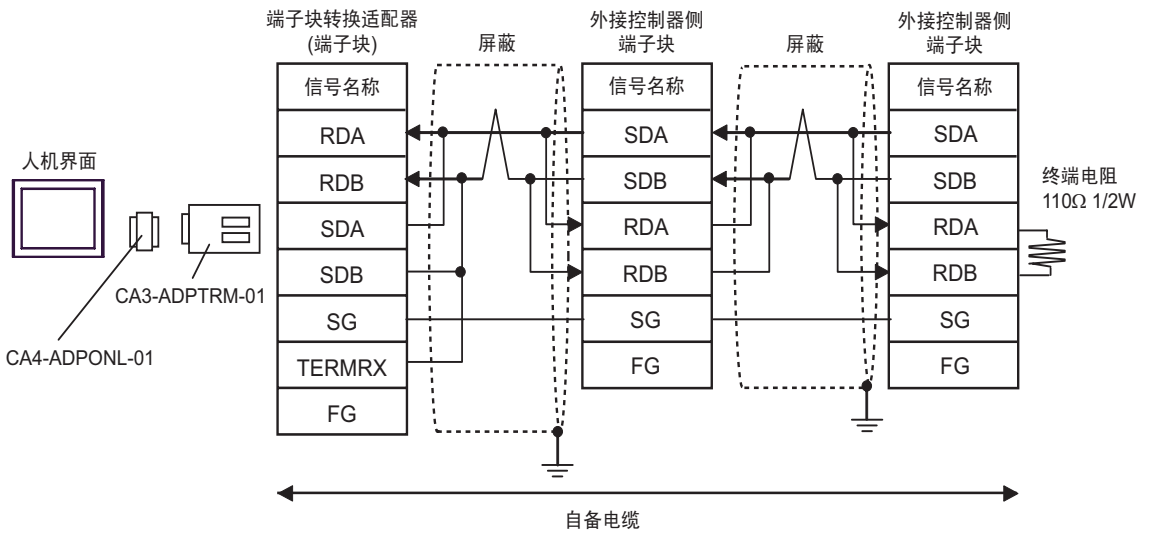 端子块转换适配器
(端子块)
屏蔽
外接控制器侧
端子块
屏蔽
外接控制器侧
端子块
信号名称
信号名称
信号名称
RDA
SDA
SDA
人机界面
RDB
SDB
SDB
终端电阻
110Ω 1/2W
SDA
RDA
RDA
SDB
RDB
RDB
CA3-ADPTRM-01
SG
SG
SG
CA4-ADPONL-01
TERMRX
FG
FG
FG
自备电缆